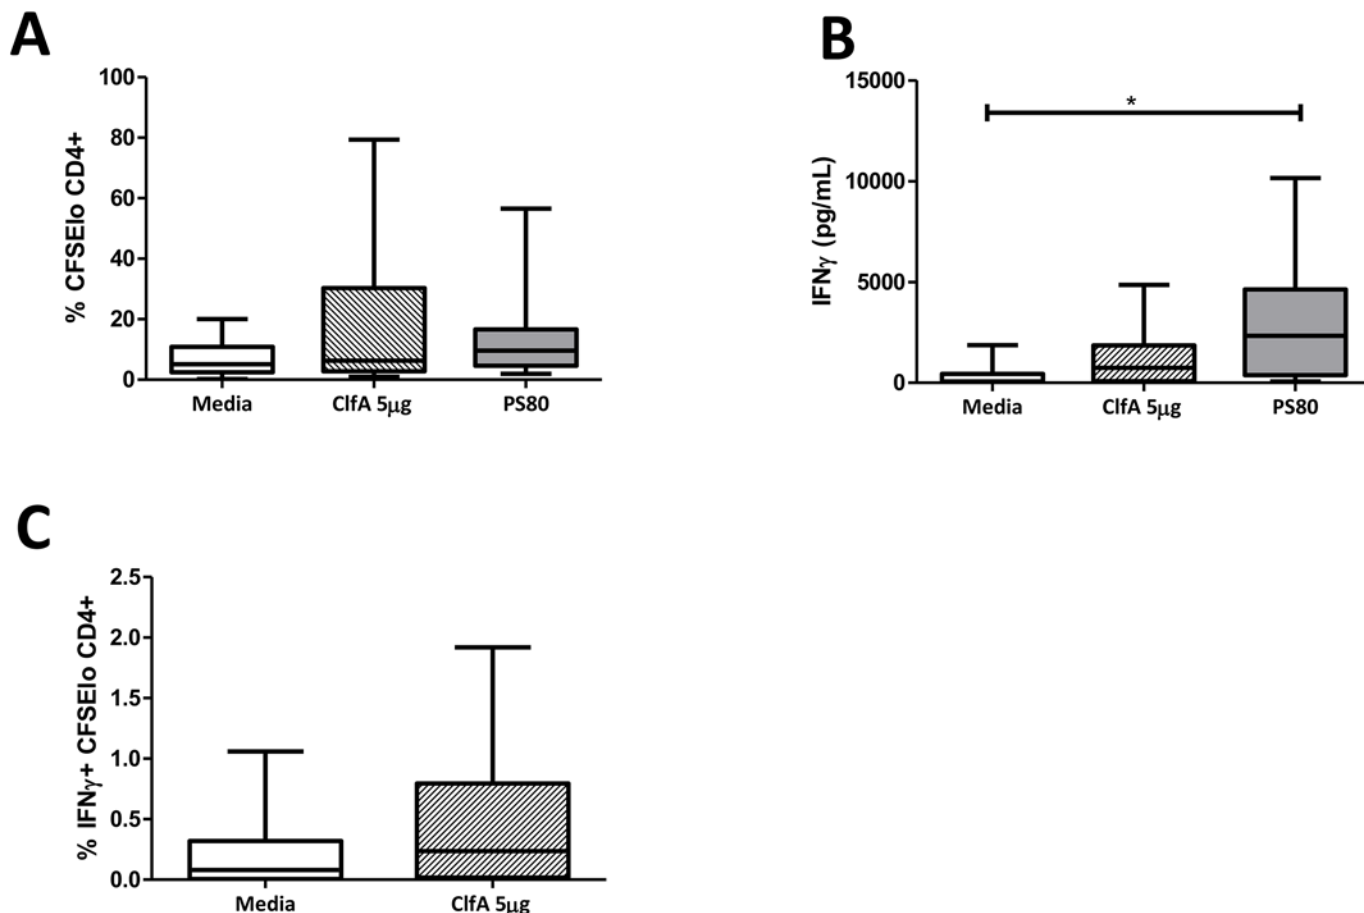 A
% CFSElo CD4+
100
80
60
40
20
0
Media ClfA 5µg PS80
B
IFNγ (pg/mL)
15000
10000
5000
0
*
Media ClfA 5µg PS80
C
% IFNγ+ CFSElo CD4+
2.5
2.0
1.5
1.0
0.5
0.0
Media ClfA 5µg